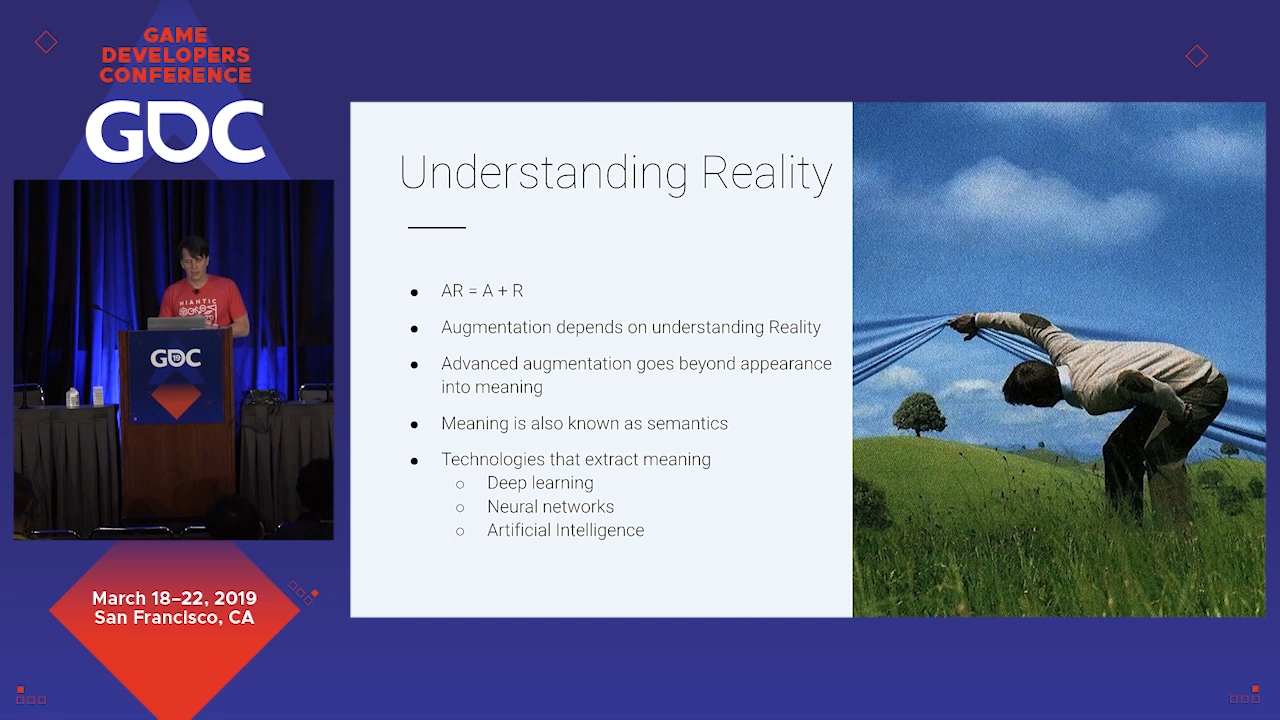 GAME
DEVELOPERS
CONFERENCE
GDC
NIANTIC
GDC
19
March 18–22, 2019
San Francisco, CA
Understanding Reality
AR = A + R
Augmentation depends on understanding Reality
Advanced augmentation goes beyond appearance
into meaning
Meaning is also known as semantics
Technologies that extract meaning
Deep learning
Neural networks
Artificial Intelligence